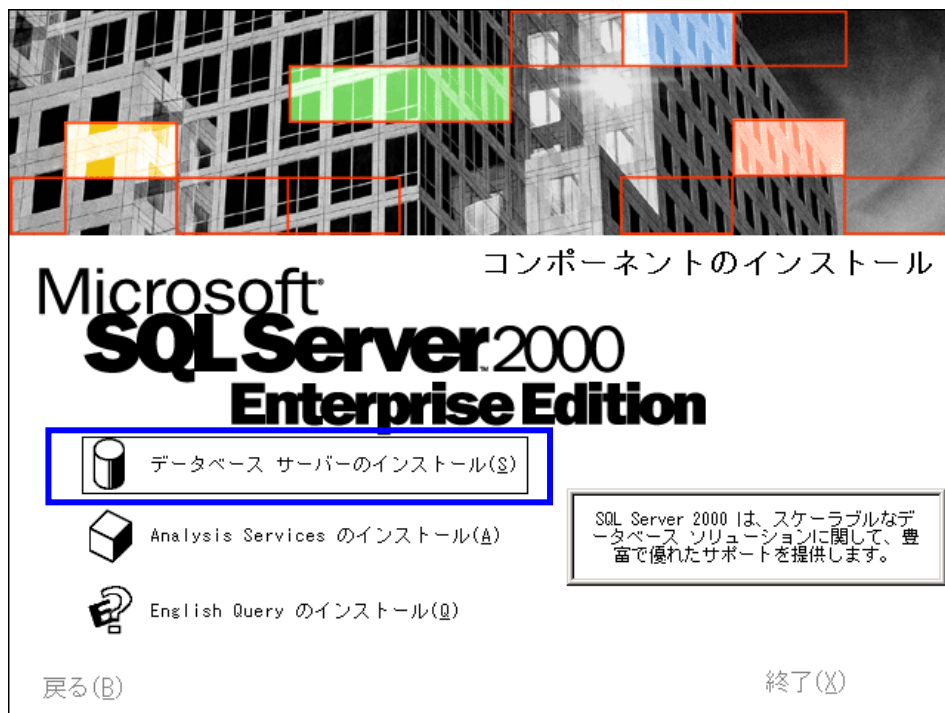 コンポーネントのインストール
Microsoft
SQL Server™ 2000
Enterprise Edition
データベース サーバーのインストール(S)
Analysis Services のインストール(A)
English Query のインストール(Q)
SQL Server 2000 は、スケーラブルなデ
ータベース ソリューションに関して、豊
富で優れたサポートを提供します。
戻る(B)
終了(X)